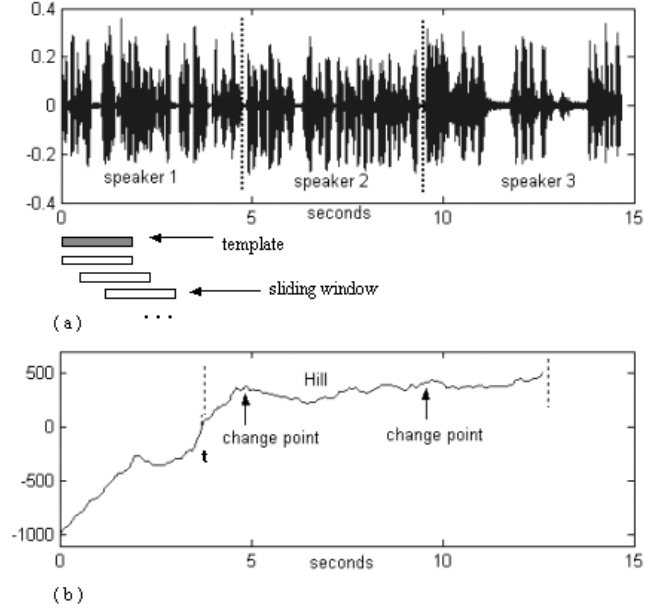 0.4
0.2
0
-0.2
-0.4
speaker 1
speaker 2
speaker 3
0
5
10
15
seconds
template
sliding window
. . .
( a )
500
0
-500
-1000
Hill
change point
change point
t
0
5
10
15
seconds
( b )